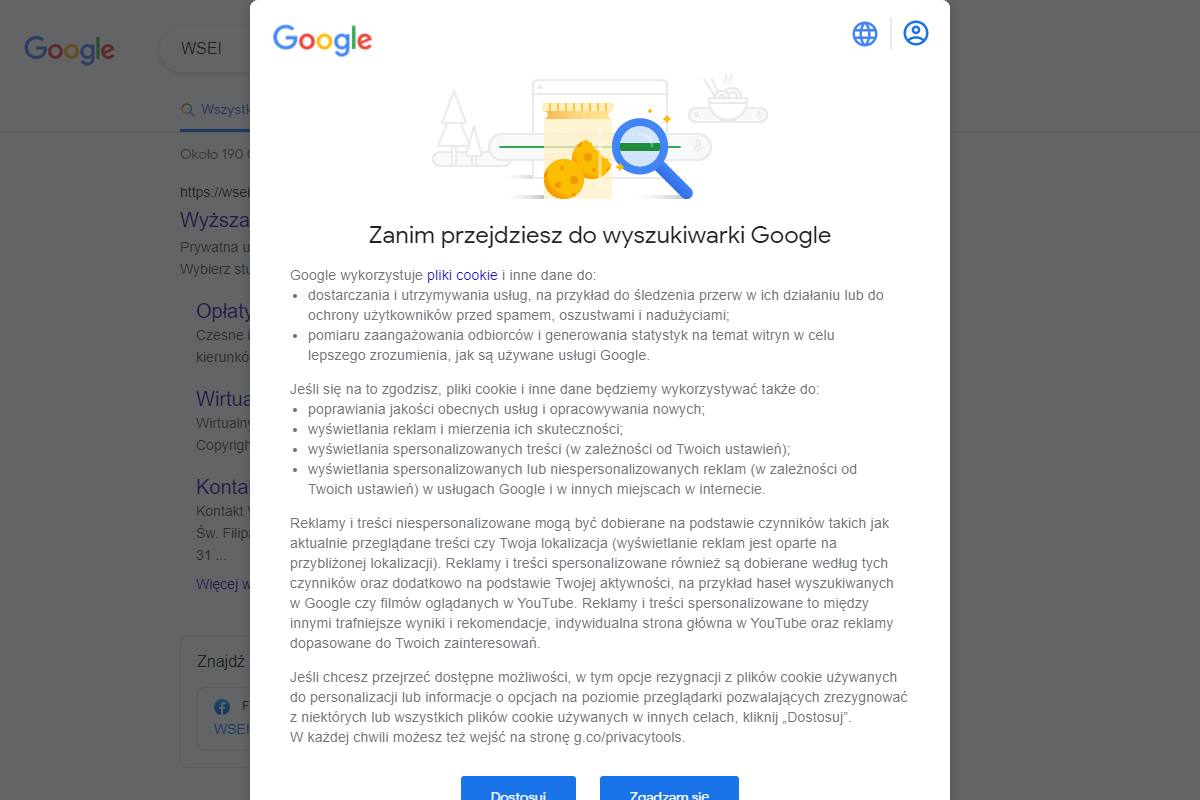 Google
Google
WSEI
Wszystk
Około 190
https://wsei
Wyższa
Prywatna u
Wybierz stu
Opłaty
Czesne i
kierunkó
Wirtua
Wirtualny
Copyrigh
Konta
Kontakt
Św. Filipa
31 ...
Więcej w
Znajdź
F
WSEI
Zanim przejdziesz do wyszukiwarki Google
Google wykorzystuje pliki cookie i inne dane do:
• dostarczania i utrzymywania usług, na przykład do śledzenia przerw w ich działaniu lub do
ochrony użytkowników przed spamem, oszustwami i nadużyciami;
• pomiaru zaangażowania odbiorców i generowania statystyk na temat witryn w celu
lepszego zrozumienia, jak są używane usługi Google.
Jeśli się na to zgodzisz, pliki cookie i inne dane będziemy wykorzystywać także do:
• poprawiania jakości obecnych usług i opracowywania nowych;
• wyświetlania reklam i mierzenia ich skuteczności;
• wyświetlania spersonalizowanych treści (w zależności od Twoich ustawień);
• wyświetlania spersonalizowanych lub niespersonalizowanych reklam (w zależności od
Twoich ustawień) w usługach Google i w innych miejscach w internecie.
Reklamy i treści niespersonalizowane mogą być dobierane na podstawie czynników takich jak
aktualnie przeglądane treści czy Twoja lokalizacja (wyświetlanie reklam jest oparte na
przybliżonej lokalizacji). Reklamy i treści spersonalizowane również są dobierane według tych
czynników oraz dodatkowo na podstawie Twojej aktywności, na przykład haseł wyszukiwanych
w Google czy filmów oglądanych w YouTube. Reklamy i treści spersonalizowane to między
innymi trafniejsze wyniki i rekomendacje, indywidualna strona główna w YouTube oraz reklamy
dopasowane do Twoich zainteresowań.
Jeśli chcesz przejrzeć dostępne możliwości, w tym opcje rezygnacji z plików cookie używanych
do personalizacji lub informacje o opcjach na poziomie przeglądarki pozwalających zrezygnować
z niektórych lub wszystkich plików cookie używanych w innych celach, kliknij „Dostosuj”.
W każdej chwili możesz też wejść na stronę g.co/privacytools.
Dostosuj
Zgadzam się